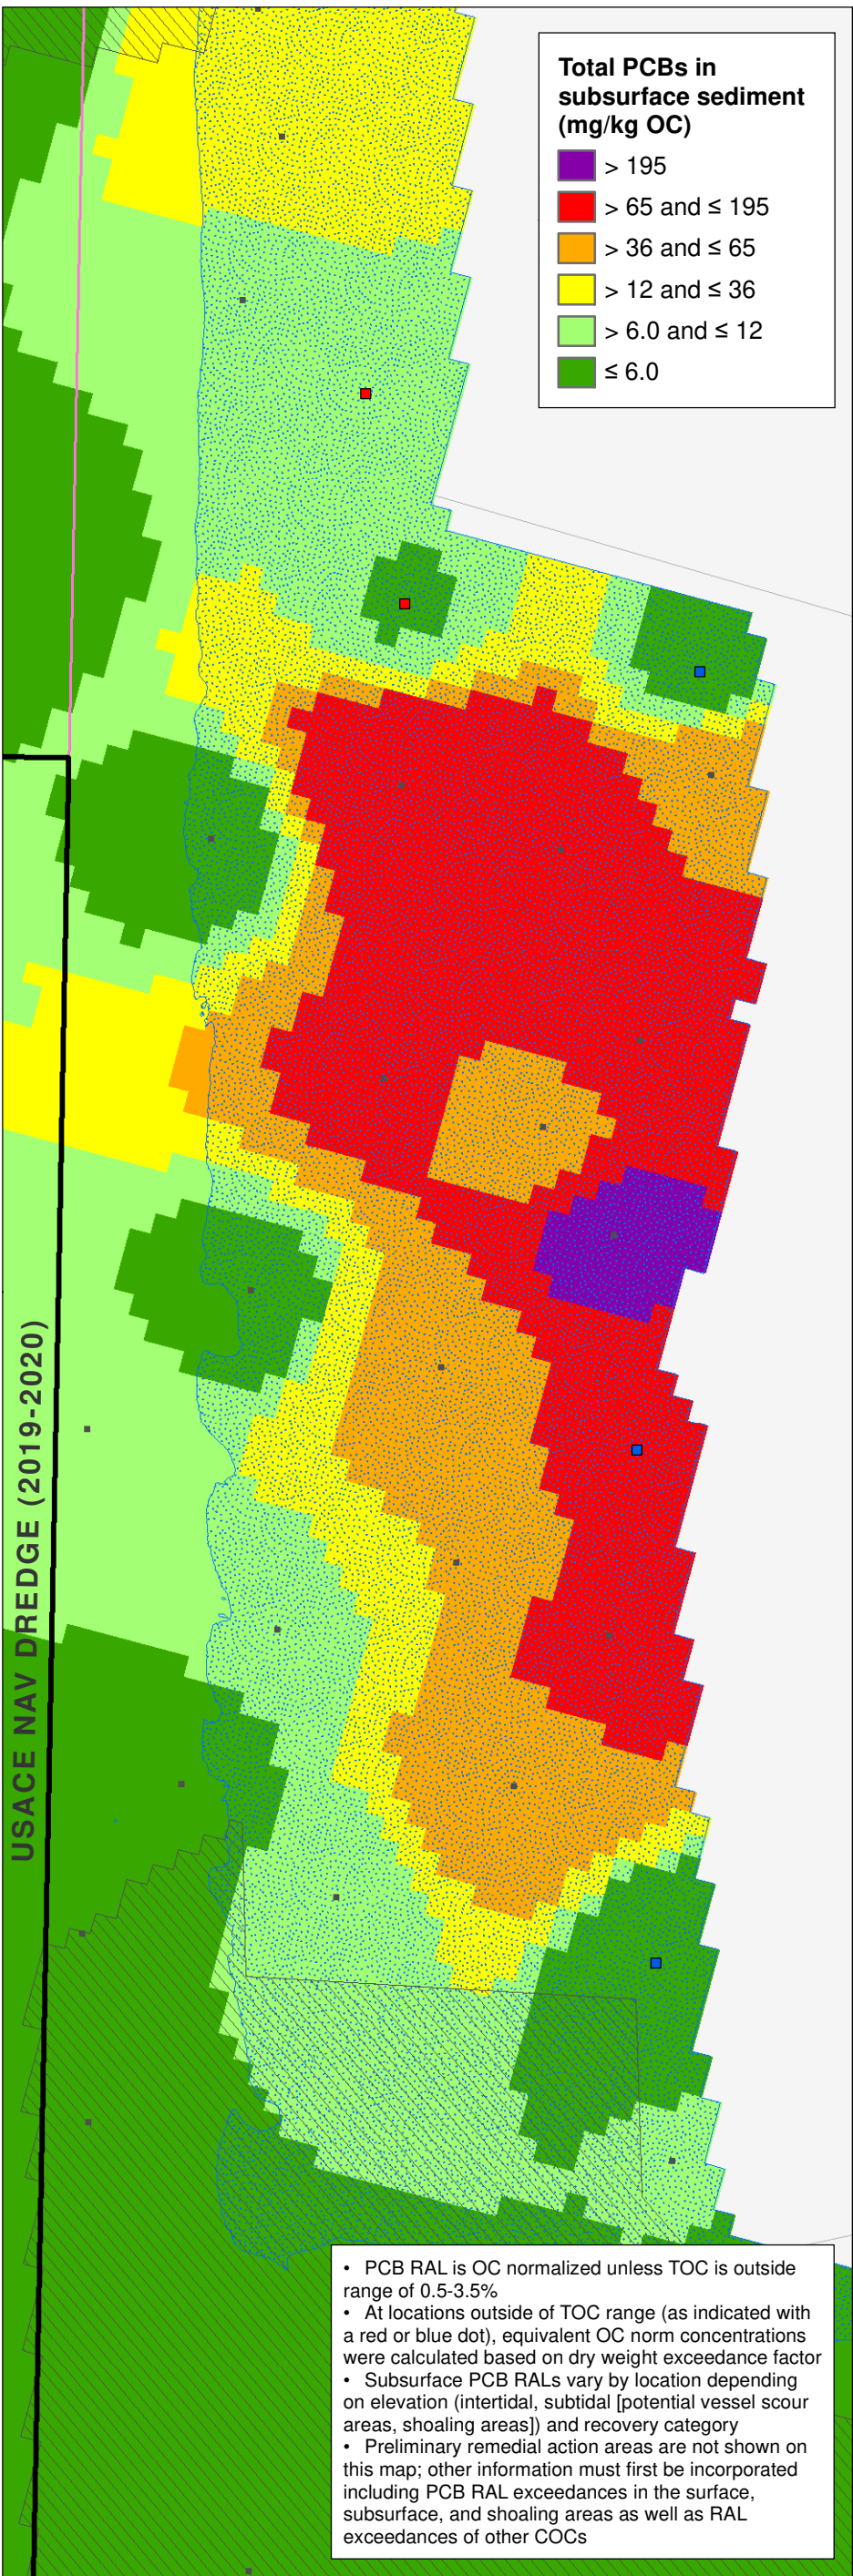 Total PCBs in
subsurface sediment
(mg/kg OC)
> 195
> 65 and ≤ 195
> 36 and ≤ 65
> 12 and ≤ 36
> 6.0 and ≤ 12
≤ 6.0
USACE NAV DREDGE (2019-2020)
• PCB RAL is OC normalized unless TOC is outside
range of 0.5-3.5%
• At locations outside of TOC range (as indicated with
a red or blue dot), equivalent OC norm concentrations
were calculated based on dry weight exceedance factor
• Subsurface PCB RALs vary by location depending
on elevation (intertidal, subtidal [potential vessel scour
areas, shoaling areas]) and recovery category
• Preliminary remedial action areas are not shown on
this map; other information must first be incorporated
including PCB RAL exceedances in the surface,
subsurface, and shoaling areas as well as RAL
exceedances of other COCs